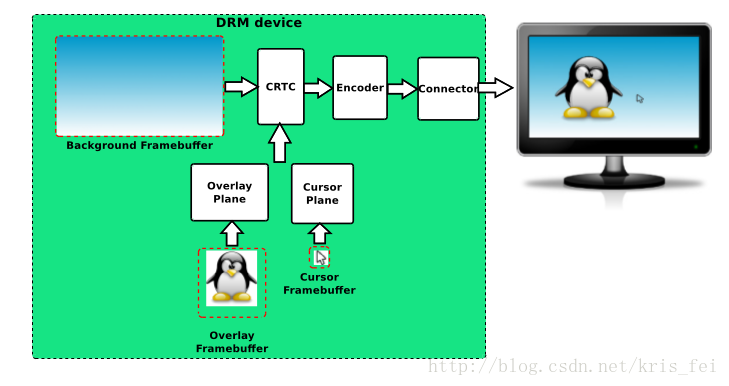 DRM device
CRTC
Encoder
Connector
Background Framebuffer
Overlay
Plane
Cursor
Plane
Cursor
Framebuffer
Overlay
Framebuffer
http://blog.csdn.net/kris_fei